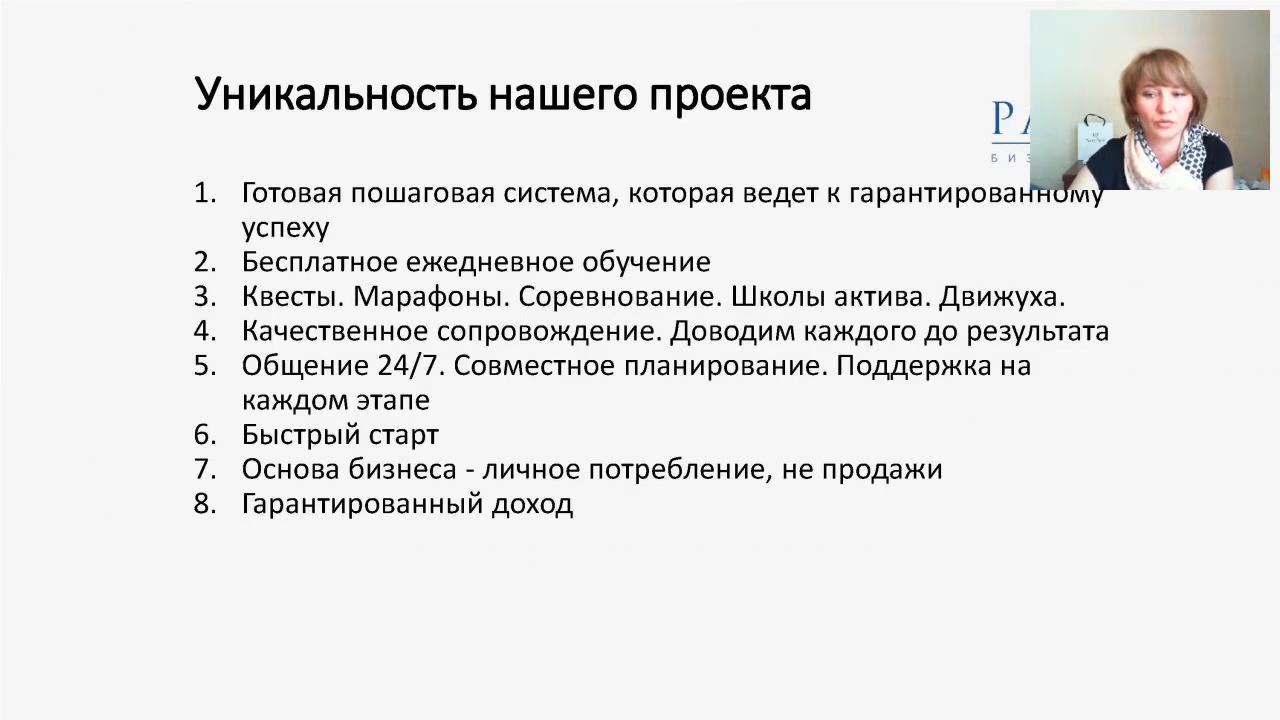 Уникальность нашего проекта
1. Готовая пошаговая система, которая ведет к гарантированному
успеху
2. Бесплатное ежедневное обучение
3. Квесты. Марафоны. Соревнование. Школы актива. Движуха.
4. Качественное сопровождение. Доводим каждого до результата
5. Общение 24/7. Совместное планирование. Поддержка на
каждом этапе
6. Быстрый старт
7. Основа бизнеса - личное потребление, не продажи
8. Гарантированный доход